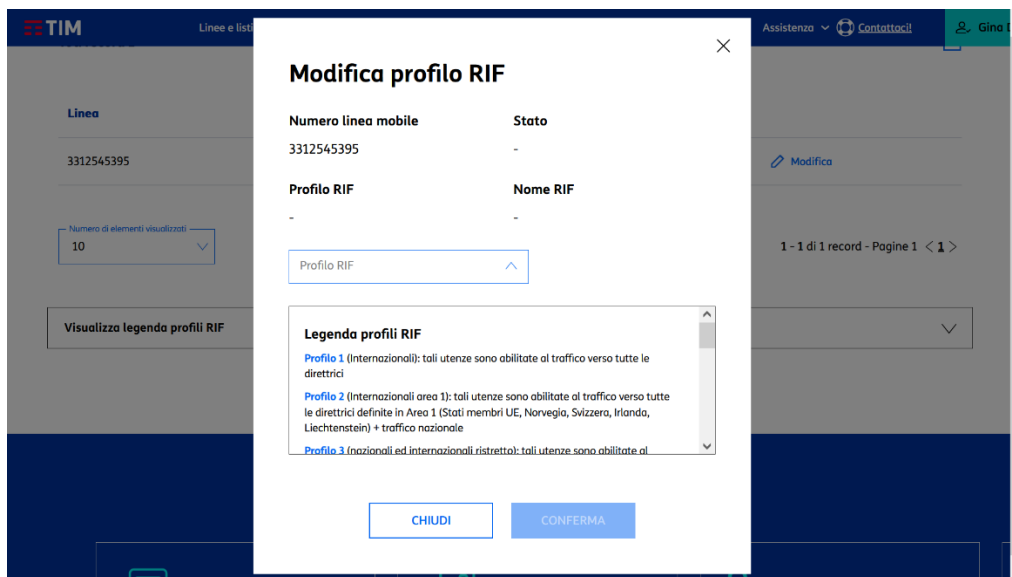 TIM
Linee e listi
Assistenza
Contattaci!
Gina
Modifica profilo RIF
Linea
Numero linea mobile
Stato
3312545395
3312545395
-
Modifica
Profilo RIF
Nome RIF
-
-
Numero di elementi visualizzati
10
1 - 1 di 1 record - Pagine 1 < 1 >
Profilo RIF
Visualizza legenda profili RIF
Legenda profili RIF
Profilo 1 (Internazionali): tali utenze sono abilitate al traffico verso tutte le
direttrici
Profilo 2 (Internazionali area 1): tali utenze sono abilitate al traffico verso tutte
le direttrici definite in Area 1 (Stati membri UE, Norvegia, Svizzera, Irlanda,
Liechtenstein) + traffico nazionale
Profilo 3 (nazionali ed internazionali ristretto): tali utenze sono abilitate al
CHIUDI
CONFERMA